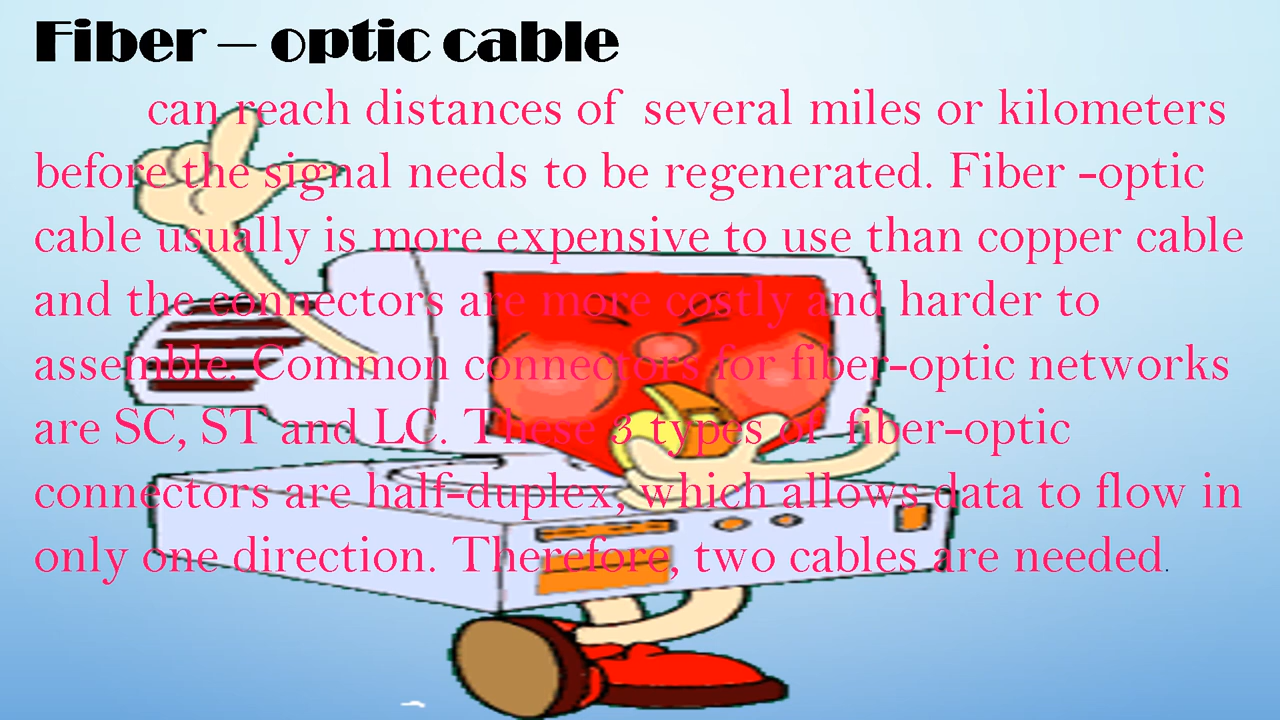 Fiber – optic cable
can reach distances of several miles or kilometers
before the signal needs to be regenerated. Fiber -optic
cable usually is more expensive to use than copper cable
and the connectors are more costly and harder to
assemble. Common connectors for fiber-optic networks
are SC, ST and LC. These 3 types of fiber-optic
connectors are half-duplex, which allows data to flow in
only one direction. Therefore, two cables are needed.